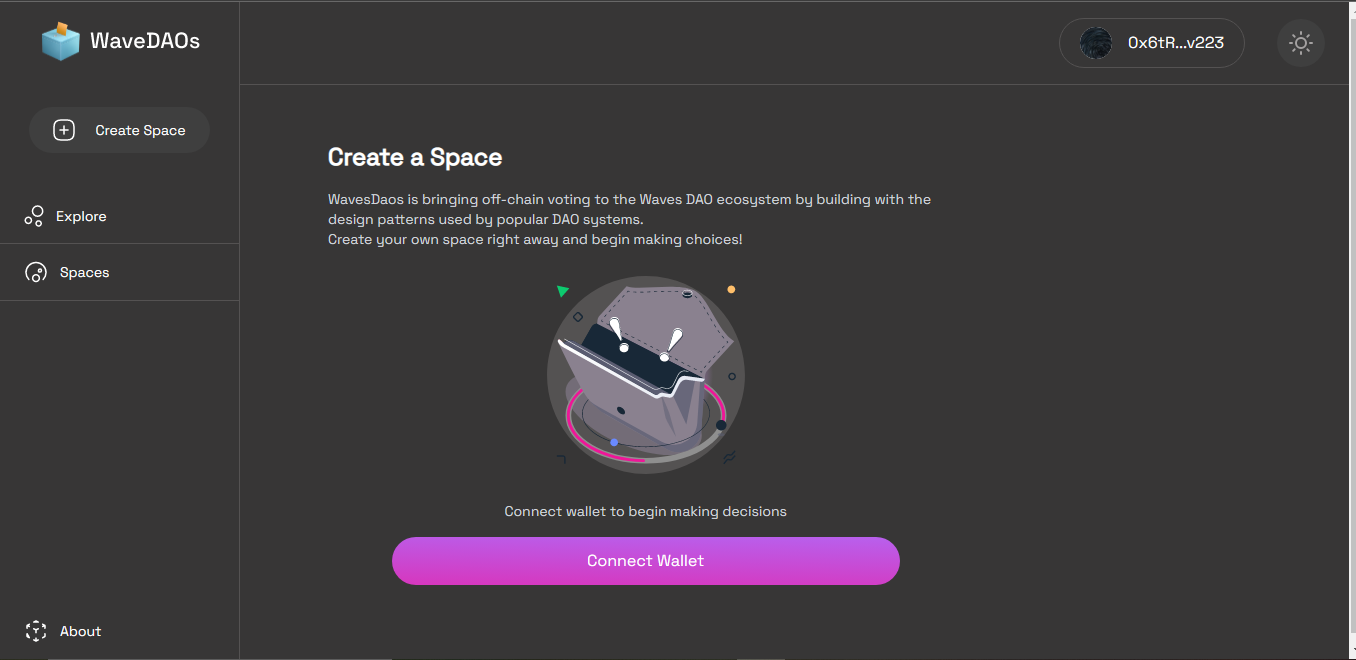 WaveDAOs
0x6tR...v223
Create Space
Explore
Spaces
About
Create a Space
WavesDaos is bringing off-chain voting to the Waves DAO ecosystem by building with the
design patterns used by popular DAO systems.
Create your own space right away and begin making choices!
Connect wallet to begin making decisions
Connect Wallet